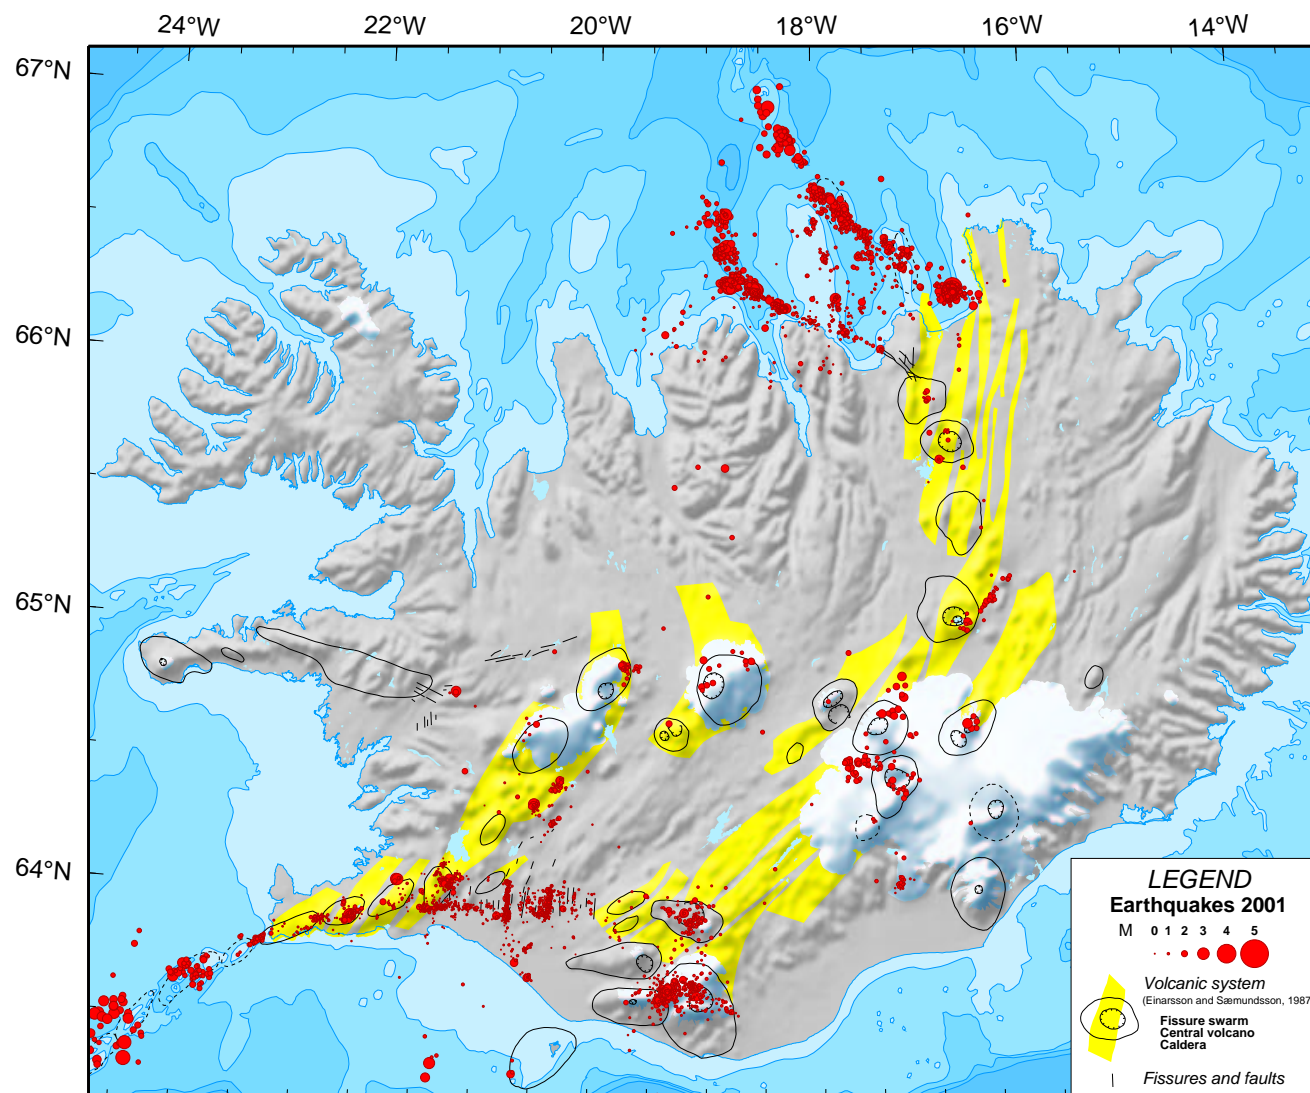 24°W 22°W 20°W 18°W 16°W 14°W
67°N
66°N
65°N
64°N
LEGEND
Earthquakes 2001
M 0 1 2 3 4 5
Volcanic system
(Einarsson and Sæmundsson, 1987
Fissure swarm
Central volcano
Caldera
Fissures and faults